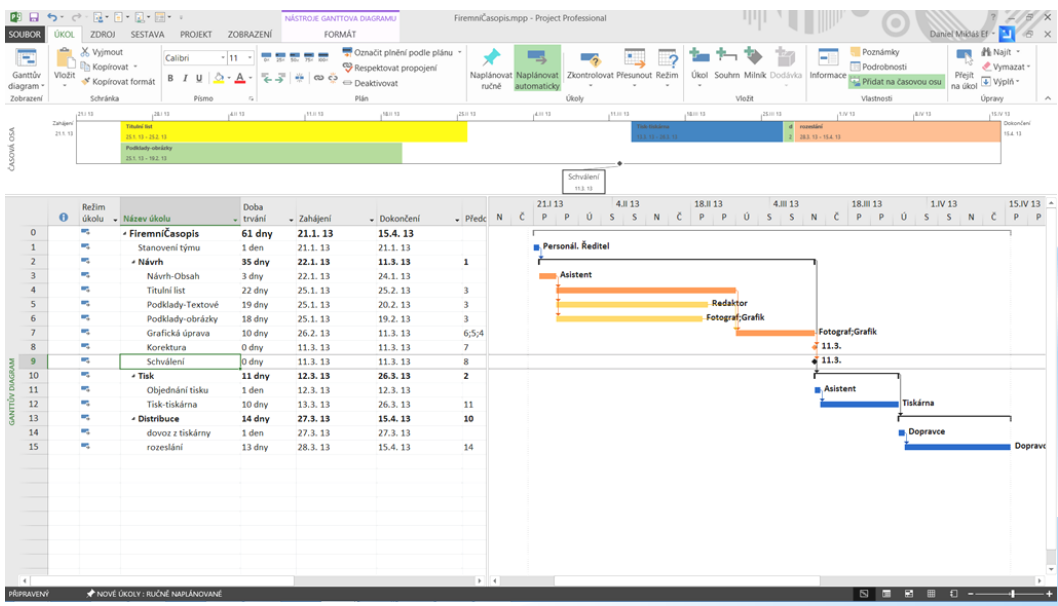 NÁSTROJE GANTTOVA DIAGRAMU
FiremníČasopis.mpp - Project Professional
SOUBOR ÚKOL ZDROJ SESTAVA PROJEKT ZOBRAZENÍ FORMÁT
Ganttův diagram
Zobrazení
Vložit
Vyjmout
Kopírovat
Kopírovat formát
Schránka
Calibri 11
B I U
Písmo
Označit plnění podle plánu
Respektovat propojení
Deaktivovat
Plán
Naplánovat ručně
Naplánovat automaticky
Zkontrolovat Přesunout Režim
Úkoly
Úkol Souhrn Milník Dodávka
Vložit
Informace
Poznámky
Podrobnosti
Přidat na časovou osu
Vlastnosti
Přejít na úkol
Najít
Vymazat
Výplň
Úpravy
ČASOVÁ OSA
Zahájení
21.1. 13
Titulní list
25.1. 13 - 25.2. 13
Podklady-obrázky
25.1. 13 - 19.2. 13
Tisk-tiskárna
13.3. 13 - 26.3. 13
rozeslání
28.3. 13 - 15.4. 13
Dokončení
15.4. 13
Schválení
11.3. 13
Režim úkolu Název úkolu Doba trvání Zahájení Dokončení Předc
21.I 13 4.II 13 18.II 13 4.III 13 18.III 13 1.IV 13 15.IV 13
N Č P P Ú S S N Č P P Ú S S N Č P P Ú S S N Č P P
0 FiremníČasopis 61 dny 21.1. 13 15.4. 13
1 Stanovení týmu 1 den 21.1. 13 21.1. 13
2 Návrh 35 dny 22.1. 13 11.3. 13 1
3 Návrh-Obsah 3 dny 22.1. 13 24.1. 13
4 Titulní list 22 dny 25.1. 13 25.2. 13 3
5 Podklady-Textové 19 dny 25.1. 13 20.2. 13 3
6 Podklady-obrázky 18 dny 25.1. 13 19.2. 13 3
7 Grafická úprava 10 dny 26.2. 13 11.3. 13 6;5;4
8 Korektura 0 dny 11.3. 13 11.3. 13 7
9 Schválení 0 dny 11.3. 13 11.3. 13 8
10 Tisk 11 dny 12.3. 13 26.3. 13 2
11 Objednání tisku 1 den 12.3. 13 12.3. 13
12 Tisk-tiskárna 10 dny 13.3. 13 26.3. 13 11
13 Distribuce 14 dny 27.3. 13 15.4. 13 10
14 dovoz z tiskárny 1 den 27.3. 13 27.3. 13
15 rozeslání 13 dny 28.3. 13 15.4. 13 14
Personál. Ředitel
Asistent
Redaktor
Fotograf;Grafik
Fotograf;Grafik
11.3.
11.3.
Asistent
Tiskárna
Dopravce
Dopravc
GANTTŮV DIAGRAM
PŘIPRAVENÝ
NOVÉ ÚKOLY : RUČNĚ NAPLÁNOVANÉ